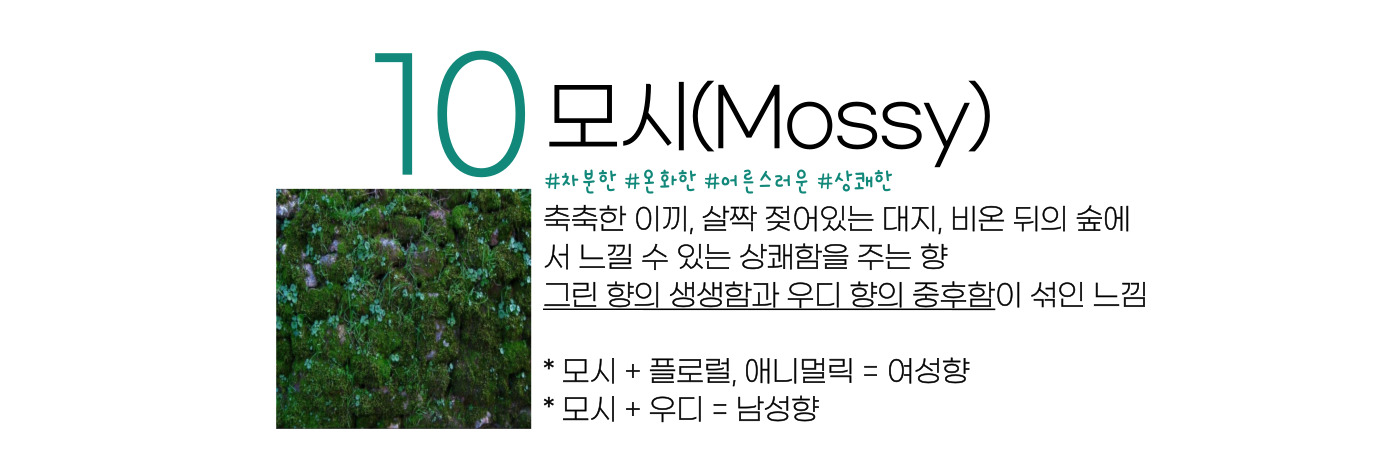 10
모시(Mossy)
#차분한 #온화한 #어른스러운 #상쾌한
축축한 이끼, 살짝 젖어있는 대지, 비온 뒤의 숲에
서 느낄 수 있는 상쾌함을 주는 향
그린 향의 생생함과 우디 향의 중후함이 섞인 느낌
* 모시 + 플로럴, 애니멀릭 = 여성향
* 모시 + 우디 = 남성향